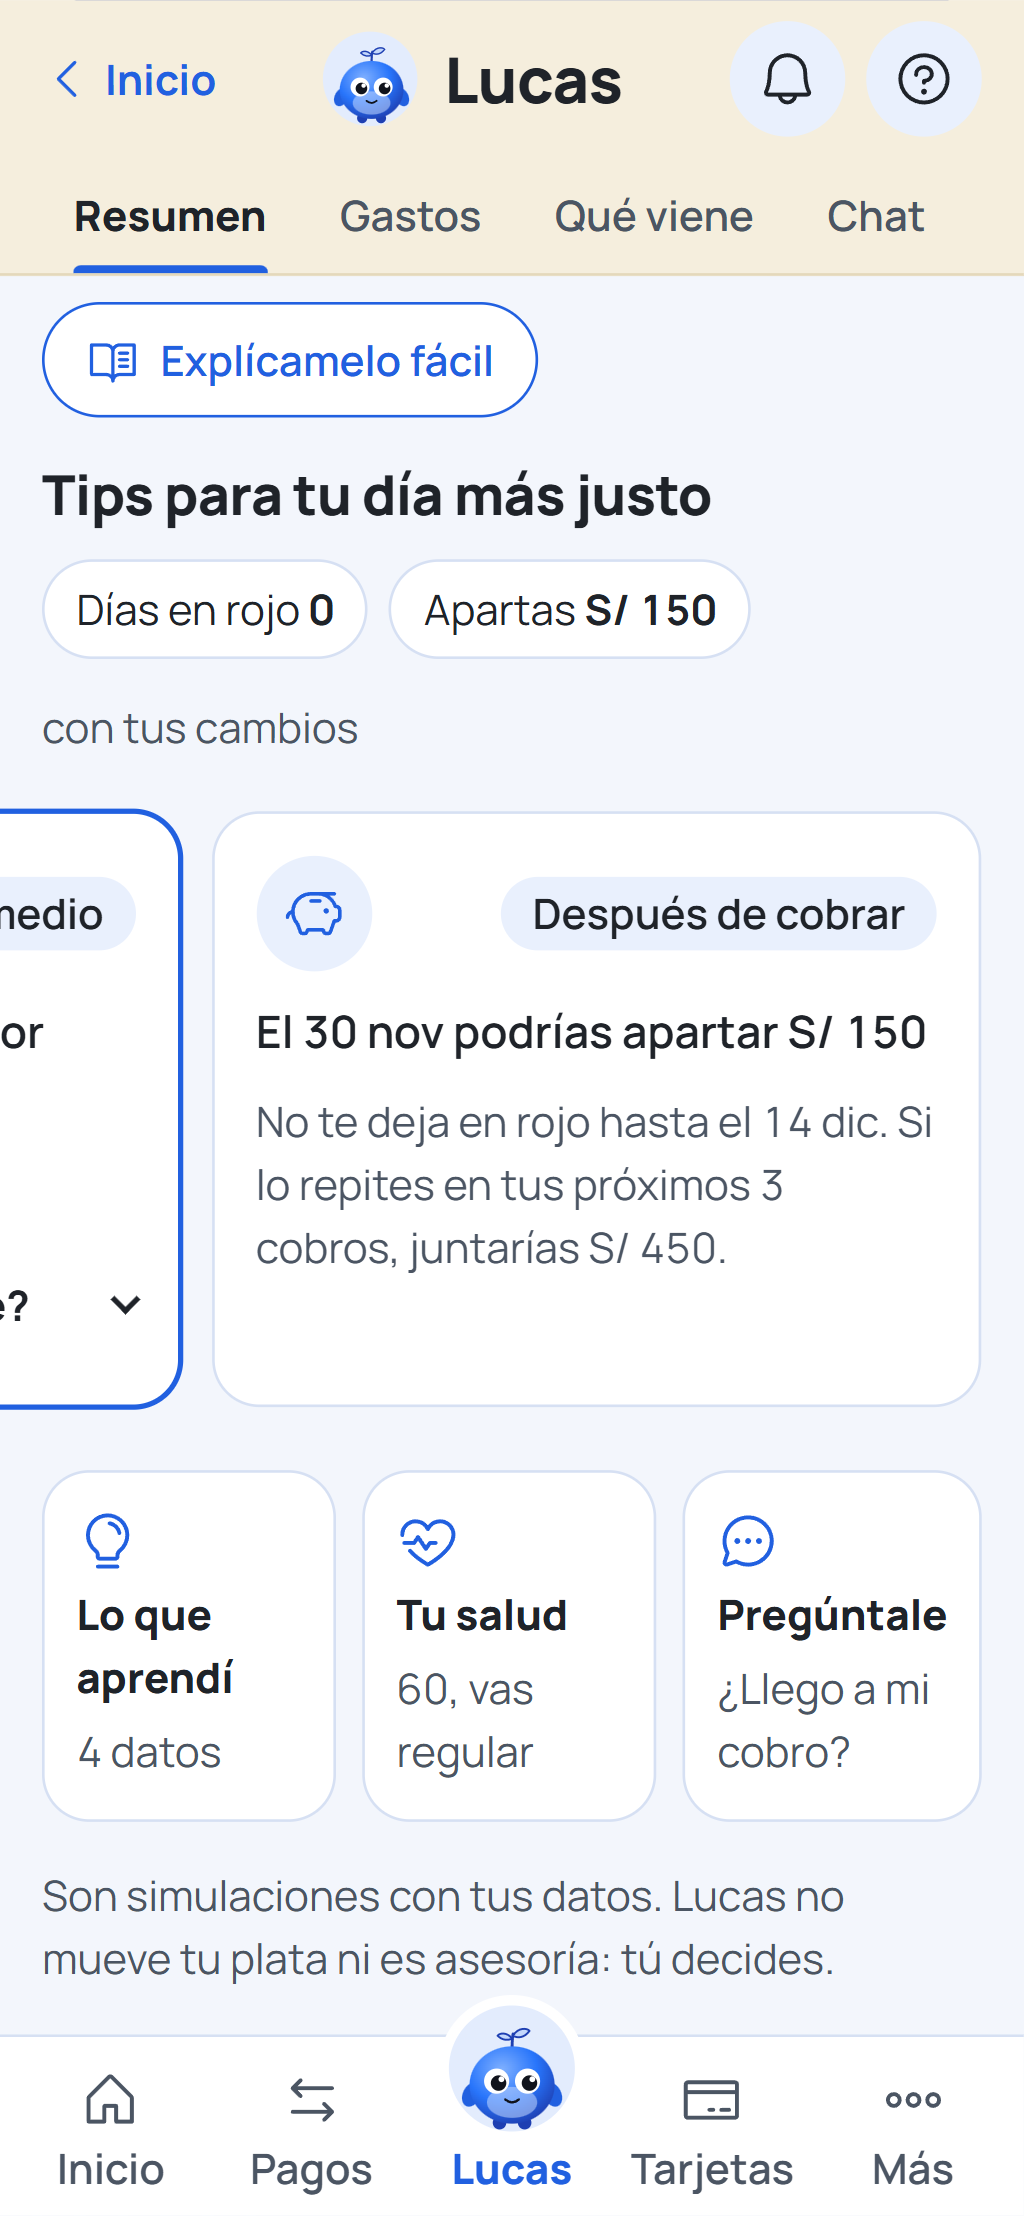 Inicio
Lucas
Resumen
Gastos
Qué viene
Chat
Explícamelo fácil
Tips para tu día más justo
Días en rojo 0
Apartas S/ 150
con tus cambios
or
e?
Después de cobrar
El 30 nov podrías apartar S/ 150
No te deja en rojo hasta el 14 dic. Si
lo repites en tus próximos 3
cobros, juntarías S/ 450.
Lo que
aprendí
4 datos
Tu salud
60, vas
regular
Pregúntale
¿Llego a mi
cobro?
Son simulaciones con tus datos. Lucas no
mueve tu plata ni es asesoría: tú decides.
Inicio
Pagos
Lucas
Tarjetas
Más